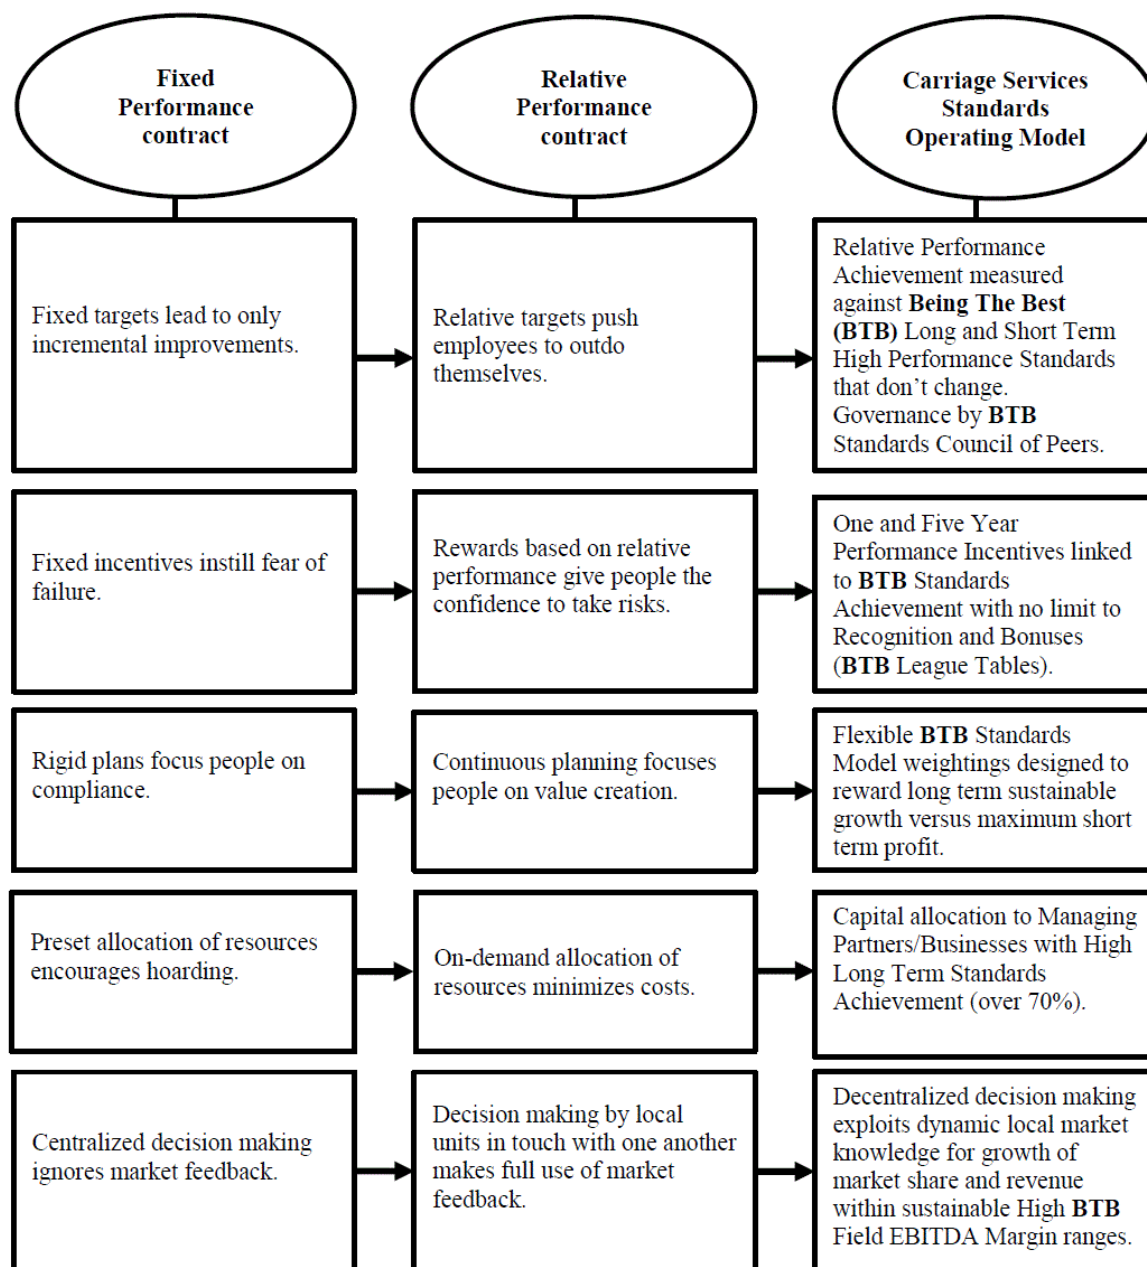 Fixed
Performance
contract
Relative
Performance
contract
Carriage Services
Standards
Operating Model
Fixed targets lead to only
incremental improvements.
Relative targets push
employees to outdo
themselves.
Relative Performance
Achievement measured
against Being The Best
(BTB) Long and Short Term
High Performance Standards
that don’t change.
Governance by BTB
Standards Council of Peers.
Fixed incentives instill fear of
failure.
Rewards based on relative
performance give people the
confidence to take risks.
One and Five Year
Performance Incentives linked
to BTB Standards
Achievement with no limit to
Recognition and Bonuses
(BTB League Tables).
Rigid plans focus people on
compliance.
Continuous planning focuses
people on value creation.
Flexible BTB Standards
Model weightings designed to
reward long term sustainable
growth versus maximum short
term profit.
Preset allocation of resources
encourages hoarding.
On-demand allocation of
resources minimizes costs.
Capital allocation to Managing
Partners/Businesses with High
Long Term Standards
Achievement (over 70%).
Centralized decision making
ignores market feedback.
Decision making by local
units in touch with one another
makes full use of market
feedback.
Decentralized decision making
exploits dynamic local market
knowledge for growth of
market share and revenue
within sustainable High BTB
Field EBITDA Margin ranges.